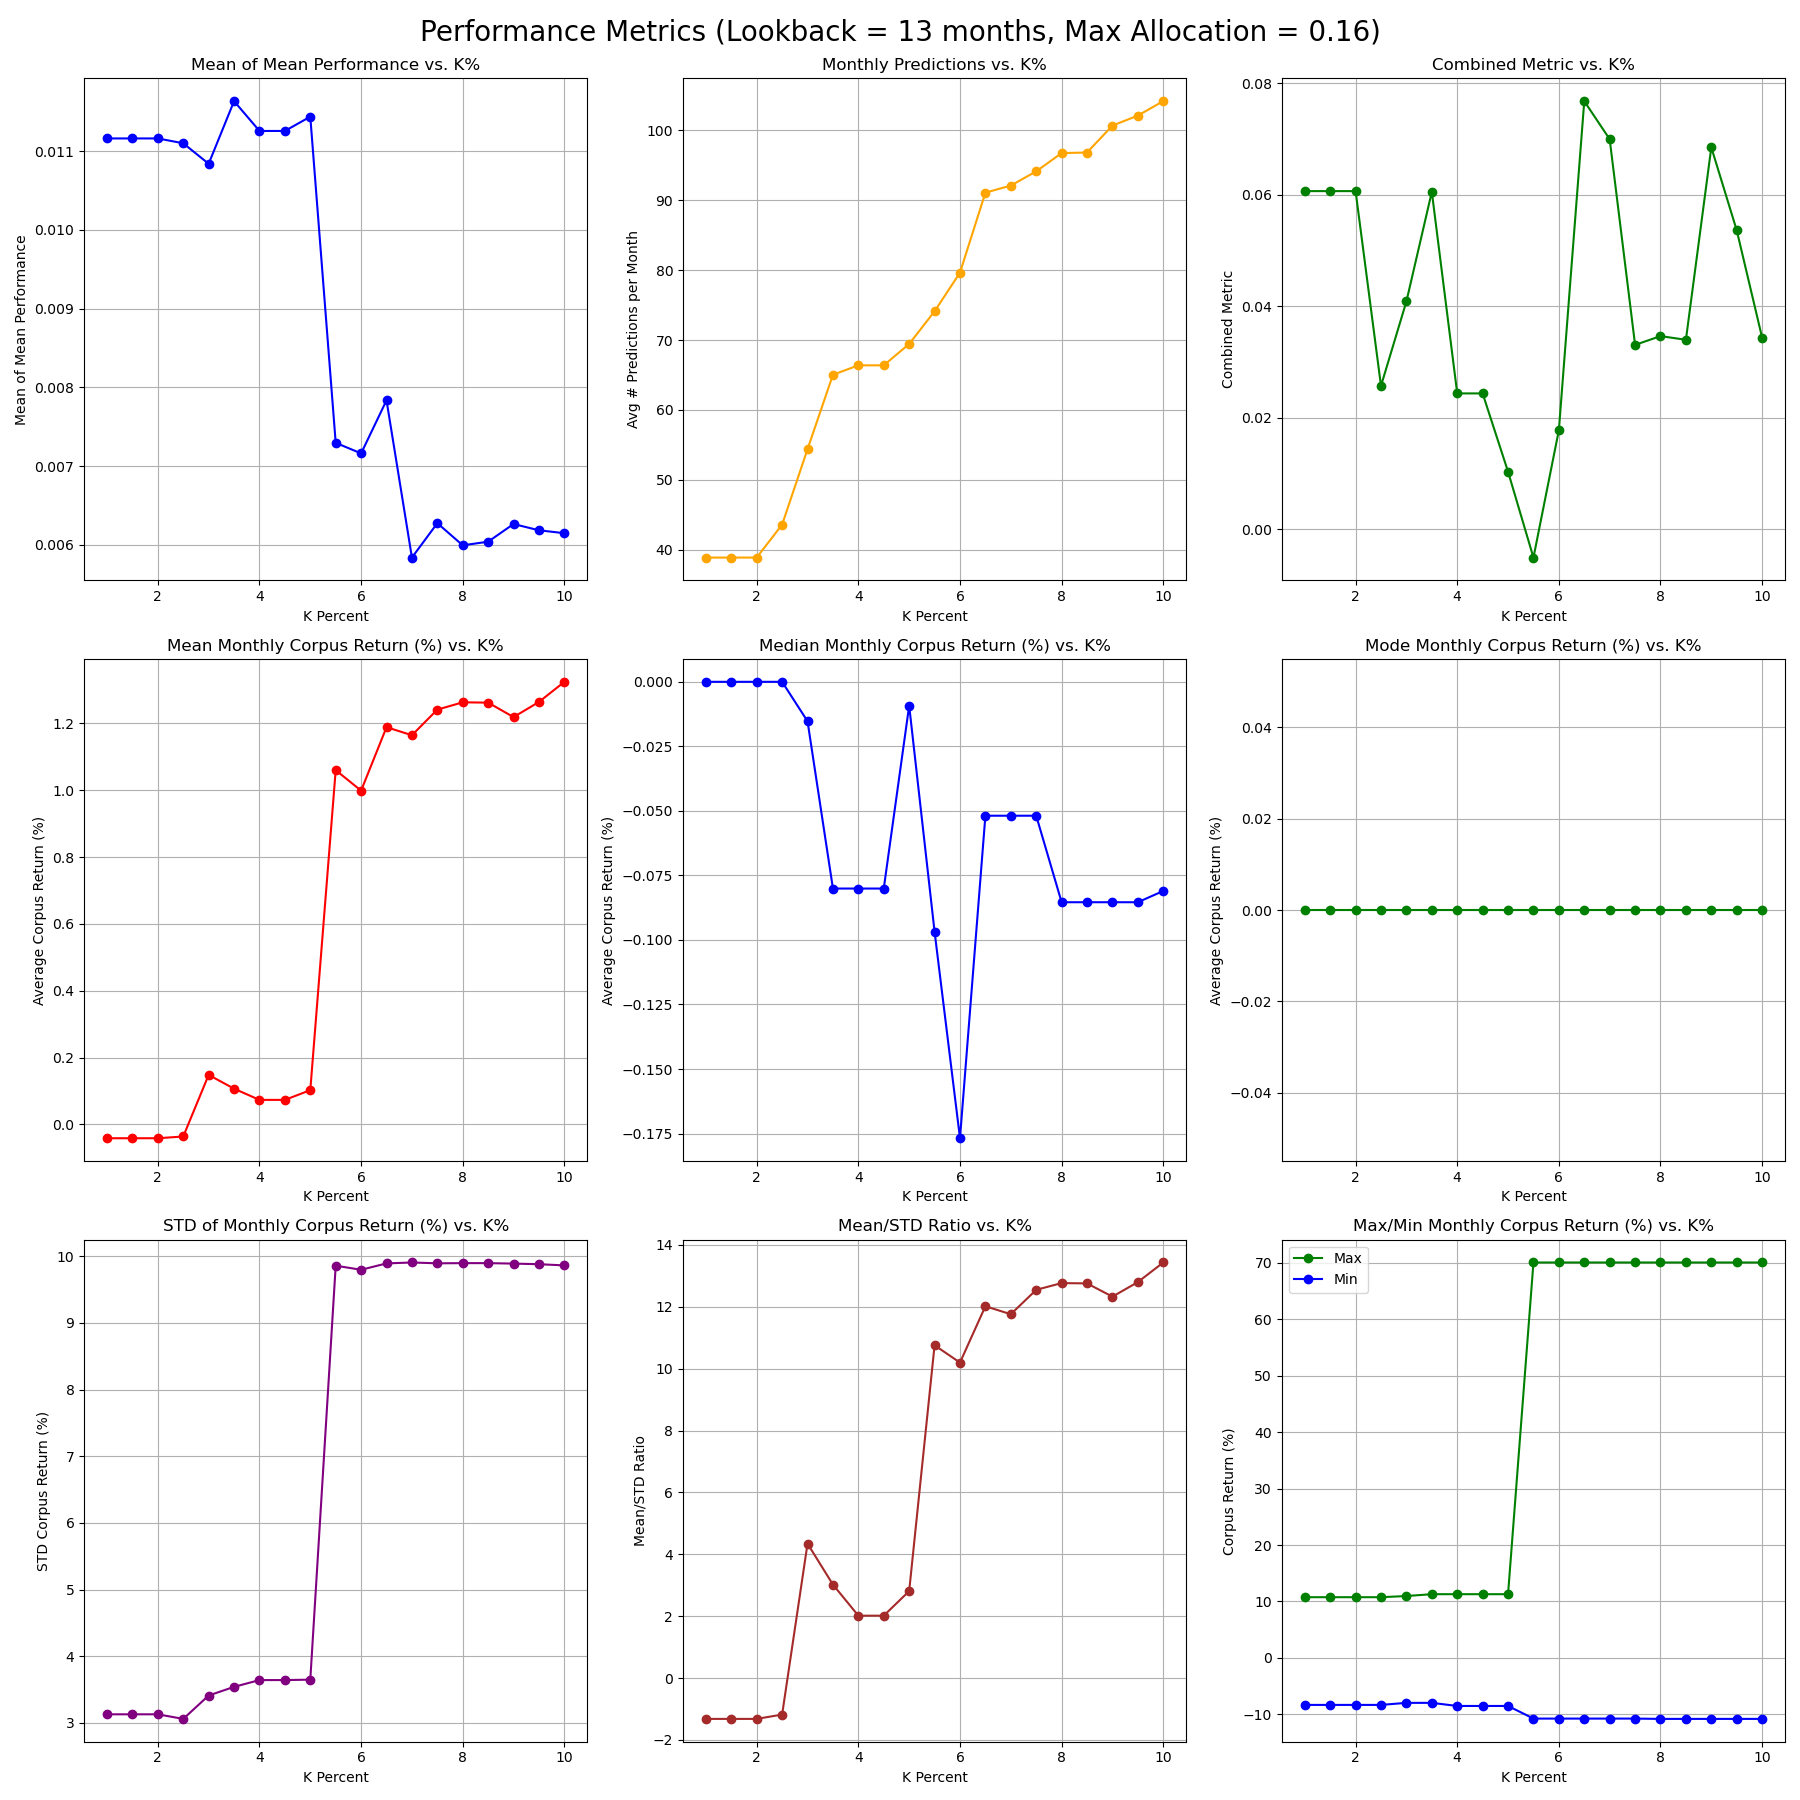 Performance Metrics (Lookback = 13 months, Max Allocation = 0.16)
Mean of Mean Performance vs. K%
Mean of Mean Performance
0.011
0.010
0.009
0.008
0.007
0.006
2 4 6 8 10
K Percent
Monthly Predictions vs. K%
Avg # Predictions per Month
100
90
80
70
60
50
40
2 4 6 8 10
K Percent
Combined Metric vs. K%
Combined Metric
0.08
0.06
0.04
0.02
0.00
2 4 6 8 10
K Percent
Mean Monthly Corpus Return (%) vs. K%
Average Corpus Return (%)
1.2
1.0
0.8
0.6
0.4
0.2
0.0
2 4 6 8 10
K Percent
Median Monthly Corpus Return (%) vs. K%
Average Corpus Return (%)
0.000
−0.025
−0.050
−0.075
−0.100
−0.125
−0.150
−0.175
2 4 6 8 10
K Percent
Mode Monthly Corpus Return (%) vs. K%
Average Corpus Return (%)
0.04
0.02
0.00
−0.02
−0.04
2 4 6 8 10
K Percent
STD of Monthly Corpus Return (%) vs. K%
STD Corpus Return (%)
10
9
8
7
6
5
4
3
2 4 6 8 10
K Percent
Mean/STD Ratio vs. K%
Mean/STD Ratio
14
12
10
8
6
4
2
0
−2
2 4 6 8 10
K Percent
Max/Min Monthly Corpus Return (%) vs. K%
Corpus Return (%)
Max
Min
70
60
50
40
30
20
10
0
−10
2 4 6 8 10
K Percent